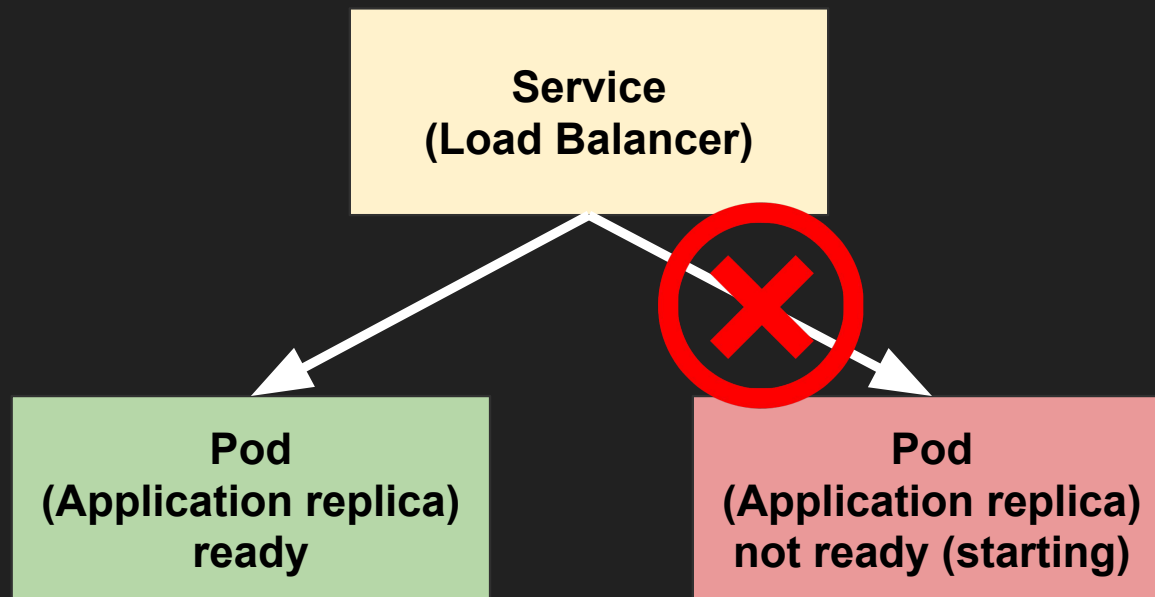 Service
(Load Balancer)
Pod
(Application replica)
ready
Pod
(Application replica)
not ready (starting)